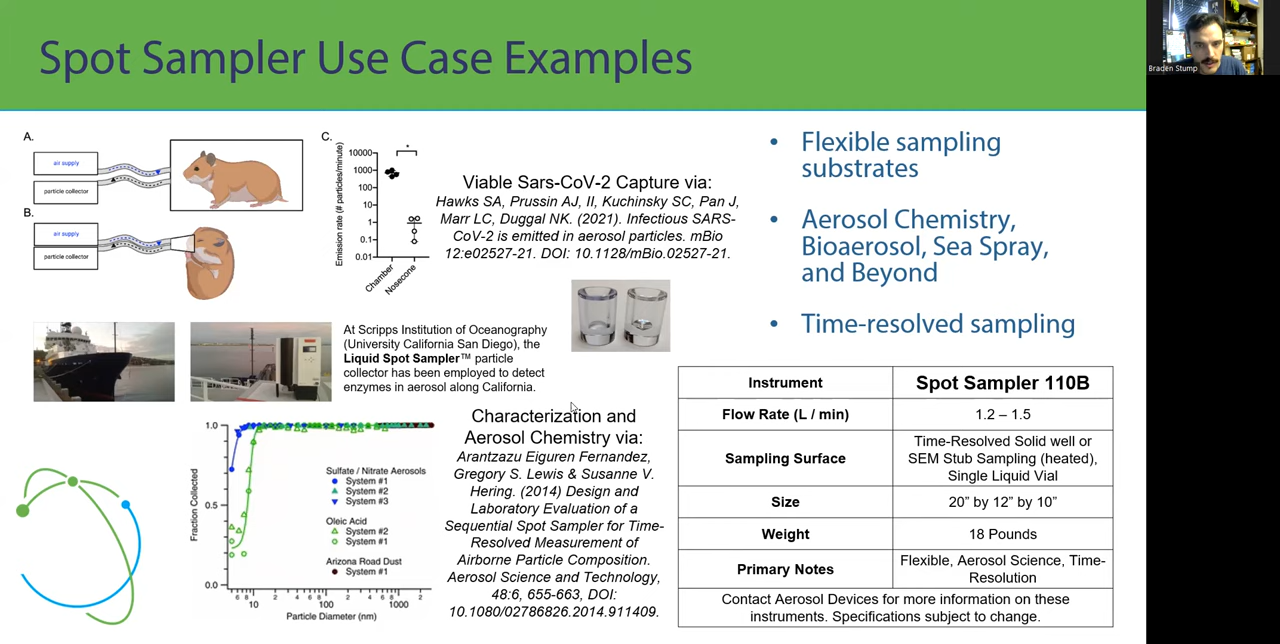 Spot Sampler Use Case Examples
Braden Stump
A.
air supply
particle collector
B.
air supply
particle collector
C.
*
Emission rate (# particles/minute)
10000
1000
100
10
1
0.1
0.01
Chamber
Nosecone
Viable Sars-CoV-2 Capture via:
Hawks SA, Prussin AJ, II, Kuchinsky SC, Pan J,
Marr LC, Duggal NK. (2021). Infectious SARS-
CoV-2 is emitted in aerosol particles. mBio
12:e02527-21. DOI: 10.1128/mBio.02527-21.
• Flexible sampling
substrates
• Aerosol Chemistry,
Bioaerosol, Sea Spray,
and Beyond
• Time-resolved sampling
At Scripps Institution of Oceanography
(University California San Diego), the
Liquid Spot Sampler™ particle
collector has been employed to detect
enzymes in aerosol along California.
Fraction Collected
1.0
0.5
0.0
Sulfate / Nitrate Aerosols
System #1
System #2
System #3
Oleic Acid
System #2
System #1
Arizona Road Dust
System #1
6 8 2 4 6 8 2 4 6 8 2
10 100 1000
Particle Diameter (nm)
Characterization and
Aerosol Chemistry via:
Arantzazu Eiguren Fernandez,
Gregory S. Lewis & Susanne V.
Hering. (2014) Design and
Laboratory Evaluation of a
Sequential Spot Sampler for Time-
Resolved Measurement of
Airborne Particle Composition.
Aerosol Science and Technology,
48:6, 655-663, DOI:
10.1080/02786826.2014.911409.
Instrument Spot Sampler 110B
Flow Rate (L / min) 1.2 – 1.5
Sampling Surface Time-Resolved Solid well or
SEM Stub Sampling (heated),
Single Liquid Vial
Size 20” by 12” by 10”
Weight 18 Pounds
Primary Notes Flexible, Aerosol Science, Time-
Resolution
Contact Aerosol Devices for more information on these
instruments. Specifications subject to change.